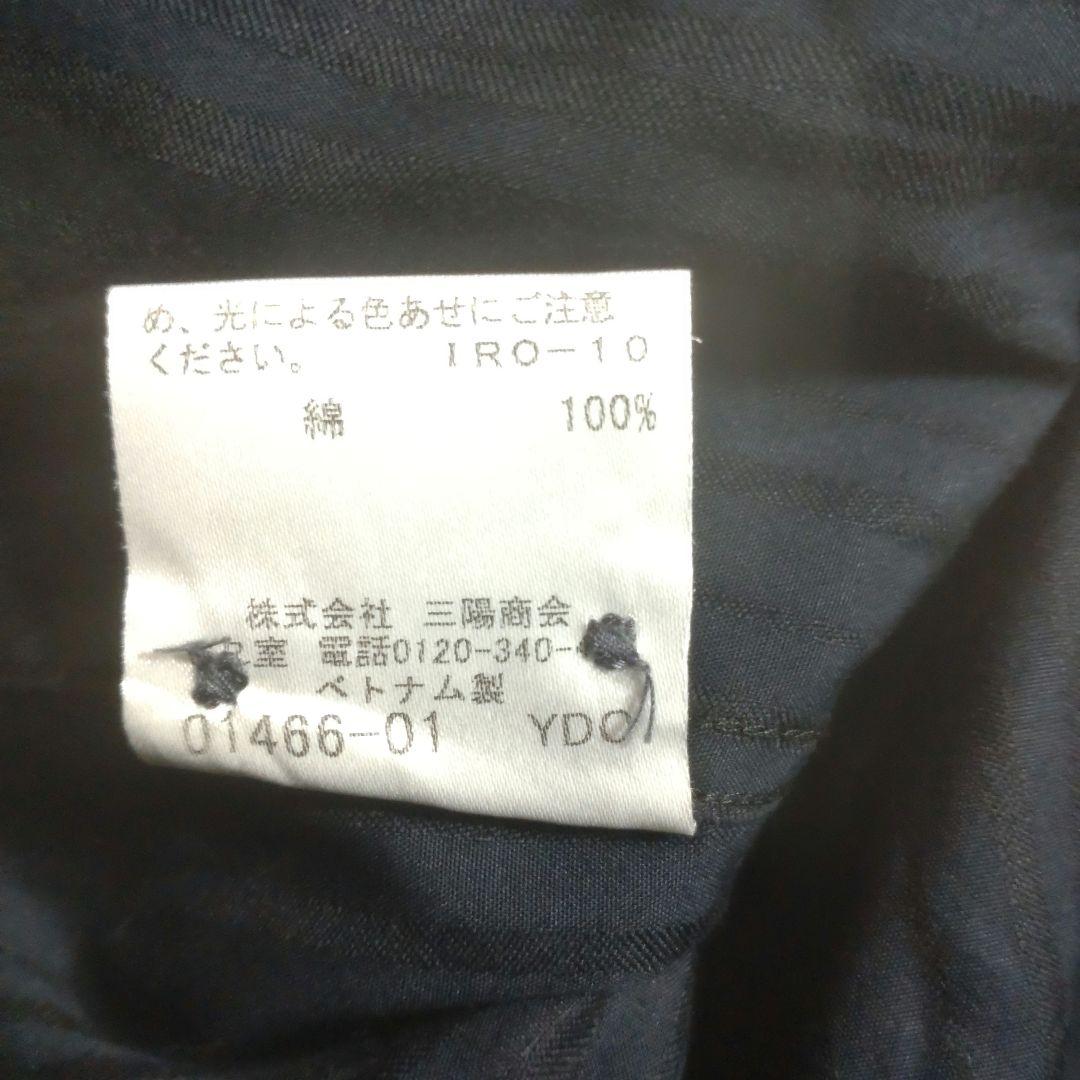 め、光による色あせにご注意
ください。 IRO-10
綿 100%
株式会社 三陽商会
室 電話0120-340-
ベトナム製
01466-01 YDO